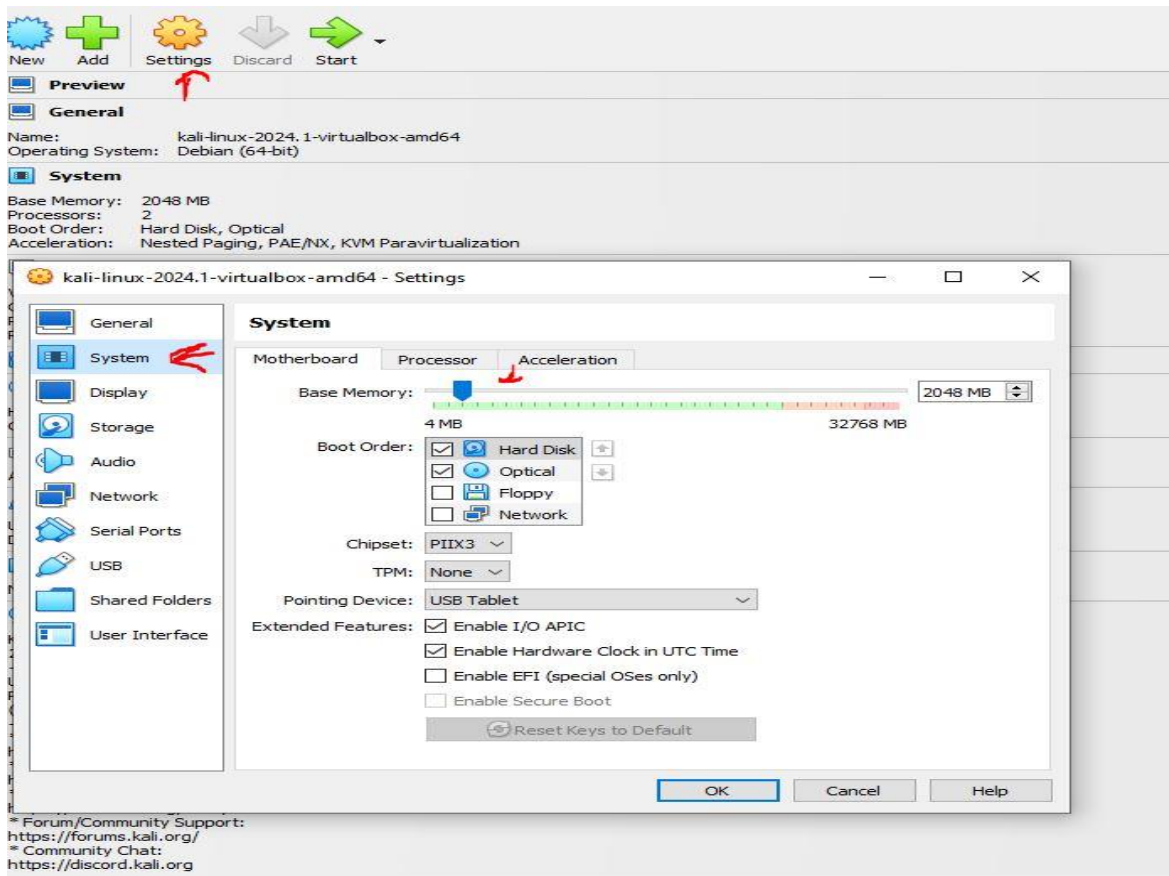 New Add Settings Discard Start
Preview
General
Name: kali-linux-2024.1-virtualbox-amd64
Operating System: Debian (64-bit)
System
Base Memory: 2048 MB
Processors: 2
Boot Order: Hard Disk, Optical
Acceleration: Nested Paging, PAE/NX, KVM Paravirtualization
kali-linux-2024.1-virtualbox-amd64 - Settings
General
System
Display
Storage
Audio
Network
Serial Ports
USB
Shared Folders
User Interface
System
Motherboard Processor Acceleration
Base Memory: 2048 MB
4 MB 32768 MB
Boot Order: Hard Disk
Optical
Floppy
Network
Chipset: PIIX3
TPM: None
Pointing Device: USB Tablet
Extended Features: Enable I/O APIC
Enable Hardware Clock in UTC Time
Enable EFI (special OSes only)
Enable Secure Boot
Reset Keys to Default
OK Cancel Help
* Forum/Community Support:
https://forums.kali.org/
* Community Chat:
https://discord.kali.org